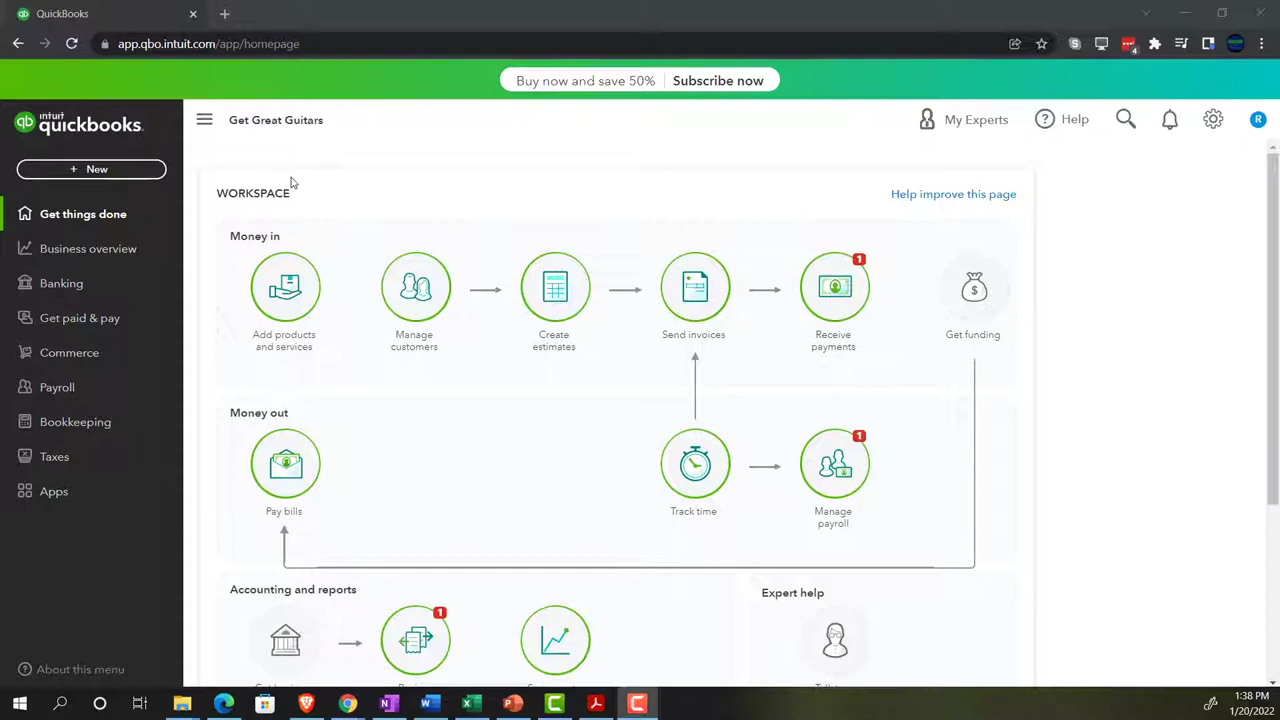 QuickBooks
app.qbo.intuit.com/app/homepage
4
Buy now and save 50% Subscribe now
intuit
quickbooks.
Get Great Guitars
My Experts
Help
R
+ New
Get things done
Business overview
Banking
Get paid & pay
Commerce
Payroll
Bookkeeping
Taxes
Apps
About this menu
WORKSPACE
Help improve this page
Money in
1
Add products
and services
Manage
customers
Create
estimates
Send invoices
Receive
payments
Get funding
Money out
1
Pay bills
Track time
Manage
payroll
Accounting and reports
1
Expert help
1:38 PM
1/20/2022